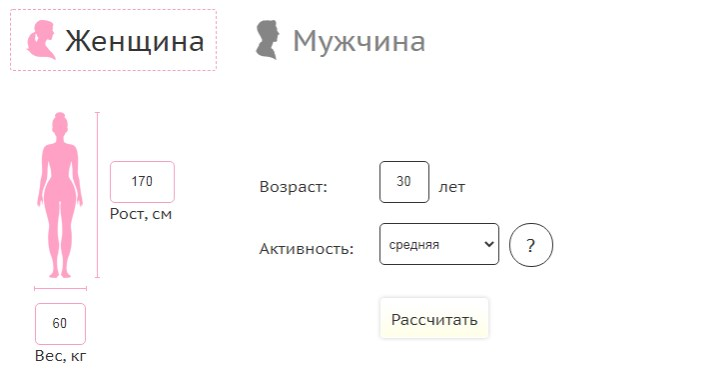 Женщина
Мужчина
170
Рост, см
60
Вес, кг
Возраст: 30 лет
Активность: средняя ?
Рассчитать